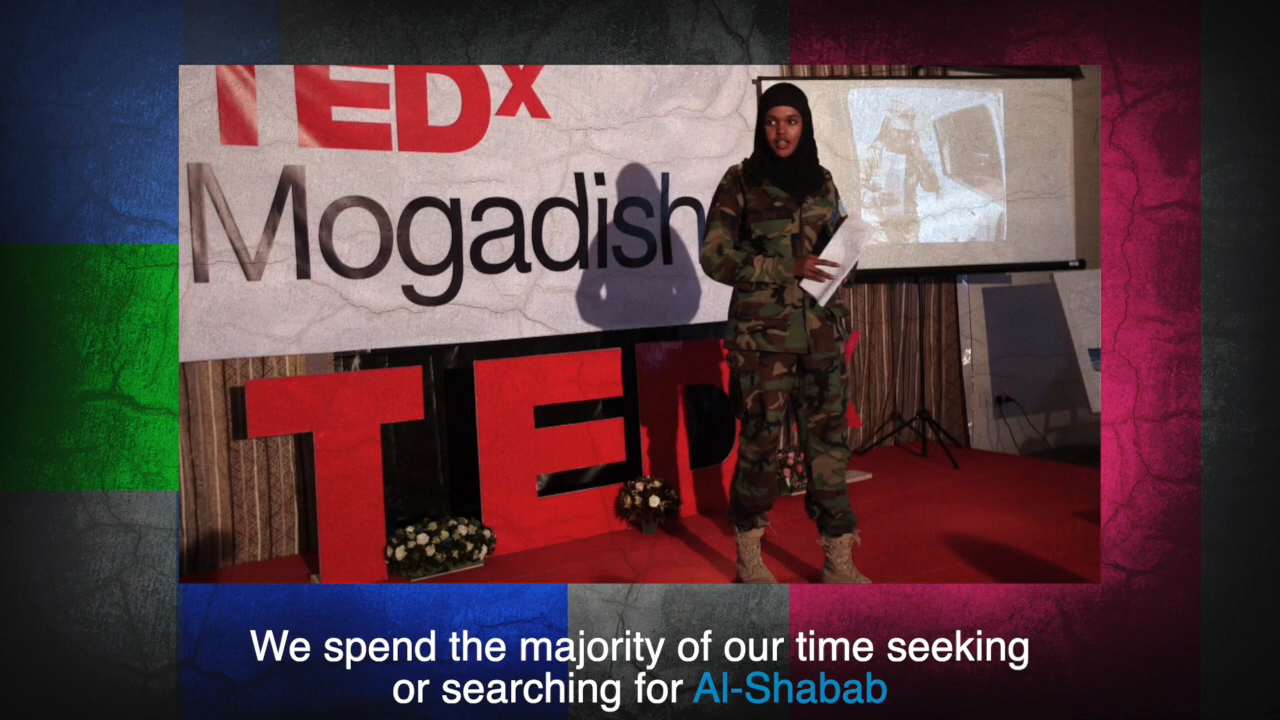 TEDx
Mogadish
TED
We spend the majority of our time seeking
or searching for Al-Shabab